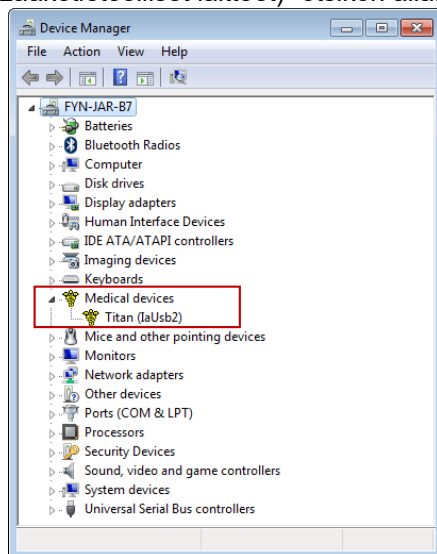 Device Manager
File Action View Help
FYN-JAR-B7
Batteries
Bluetooth Radios
Computer
Disk drives
Display adapters
Human Interface Devices
IDE ATA/ATAPI controllers
Imaging devices
Keyboards
Medical devices
Titan (IaUsb2)
Mice and other pointing devices
Monitors
Network adapters
Other devices
Ports (COM & LPT)
Processors
Security Devices
Sound, video and game controllers
System devices
Universal Serial Bus controllers